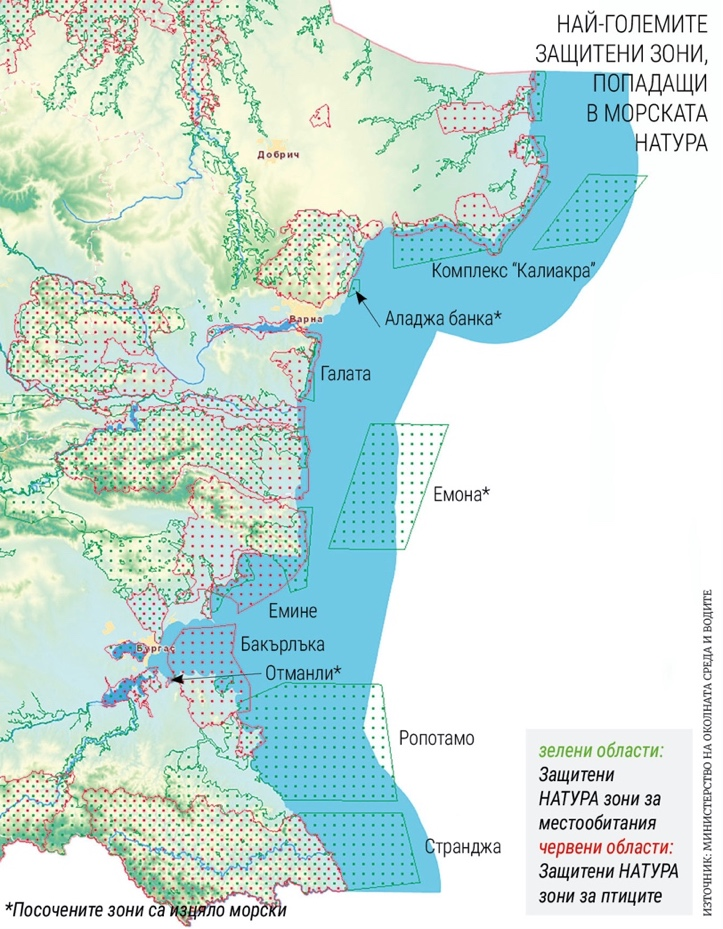 НАЙ-ГОЛЕМИТЕ
ЗАЩИТЕНИ ЗОНИ,
ПОПАДАЩИ
В МОРСКАТА
НАТУРА
Добрич
Комплекс “Калиакра”
Аладжа банка*
Варна
Галата
Емона*
Емине
Бакърлъка
Бургас
Отманли*
Ропотамо
Странджа
зелени области:
Защитени
НАТУРА зони за
местообитания
червени области:
Защитени НАТУРА
зони за птиците
*Посочените зони са изцяло морски
ИЗТОЧНИК: МИНИСТЕРСТВО НА ОКОЛНАТА СРЕДА И ВОДИТЕ